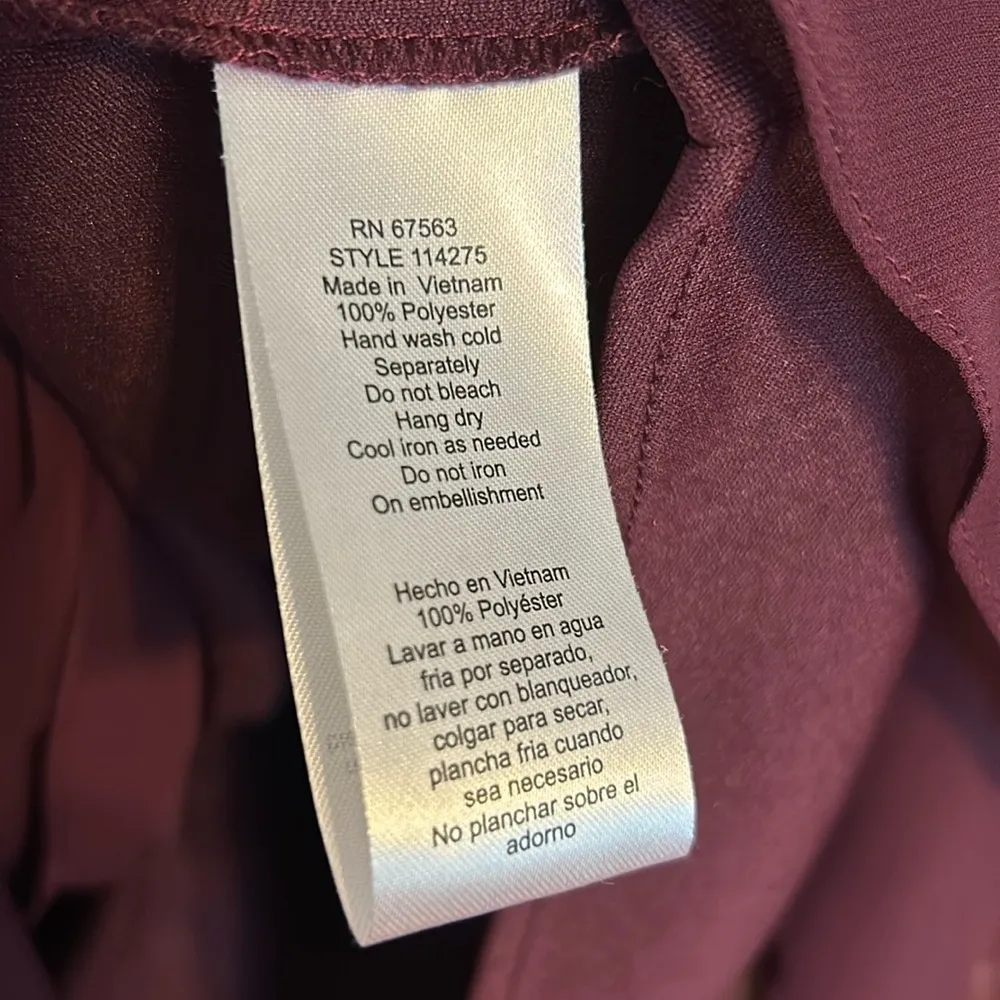 RN 67563
STYLE 114275
Made in Vietnam
100% Polyester
Hand wash cold
Separately
Do not bleach
Hang dry
Cool iron as needed
Do not iron
On embellishment
Hecho en Vietnam
100% Polyéster
Lavar a mano en agua
fria por separado,
no laver con blanqueador,
colgar para secar,
plancha fria cuando
sea necesario
No planchar sobre el
adorno